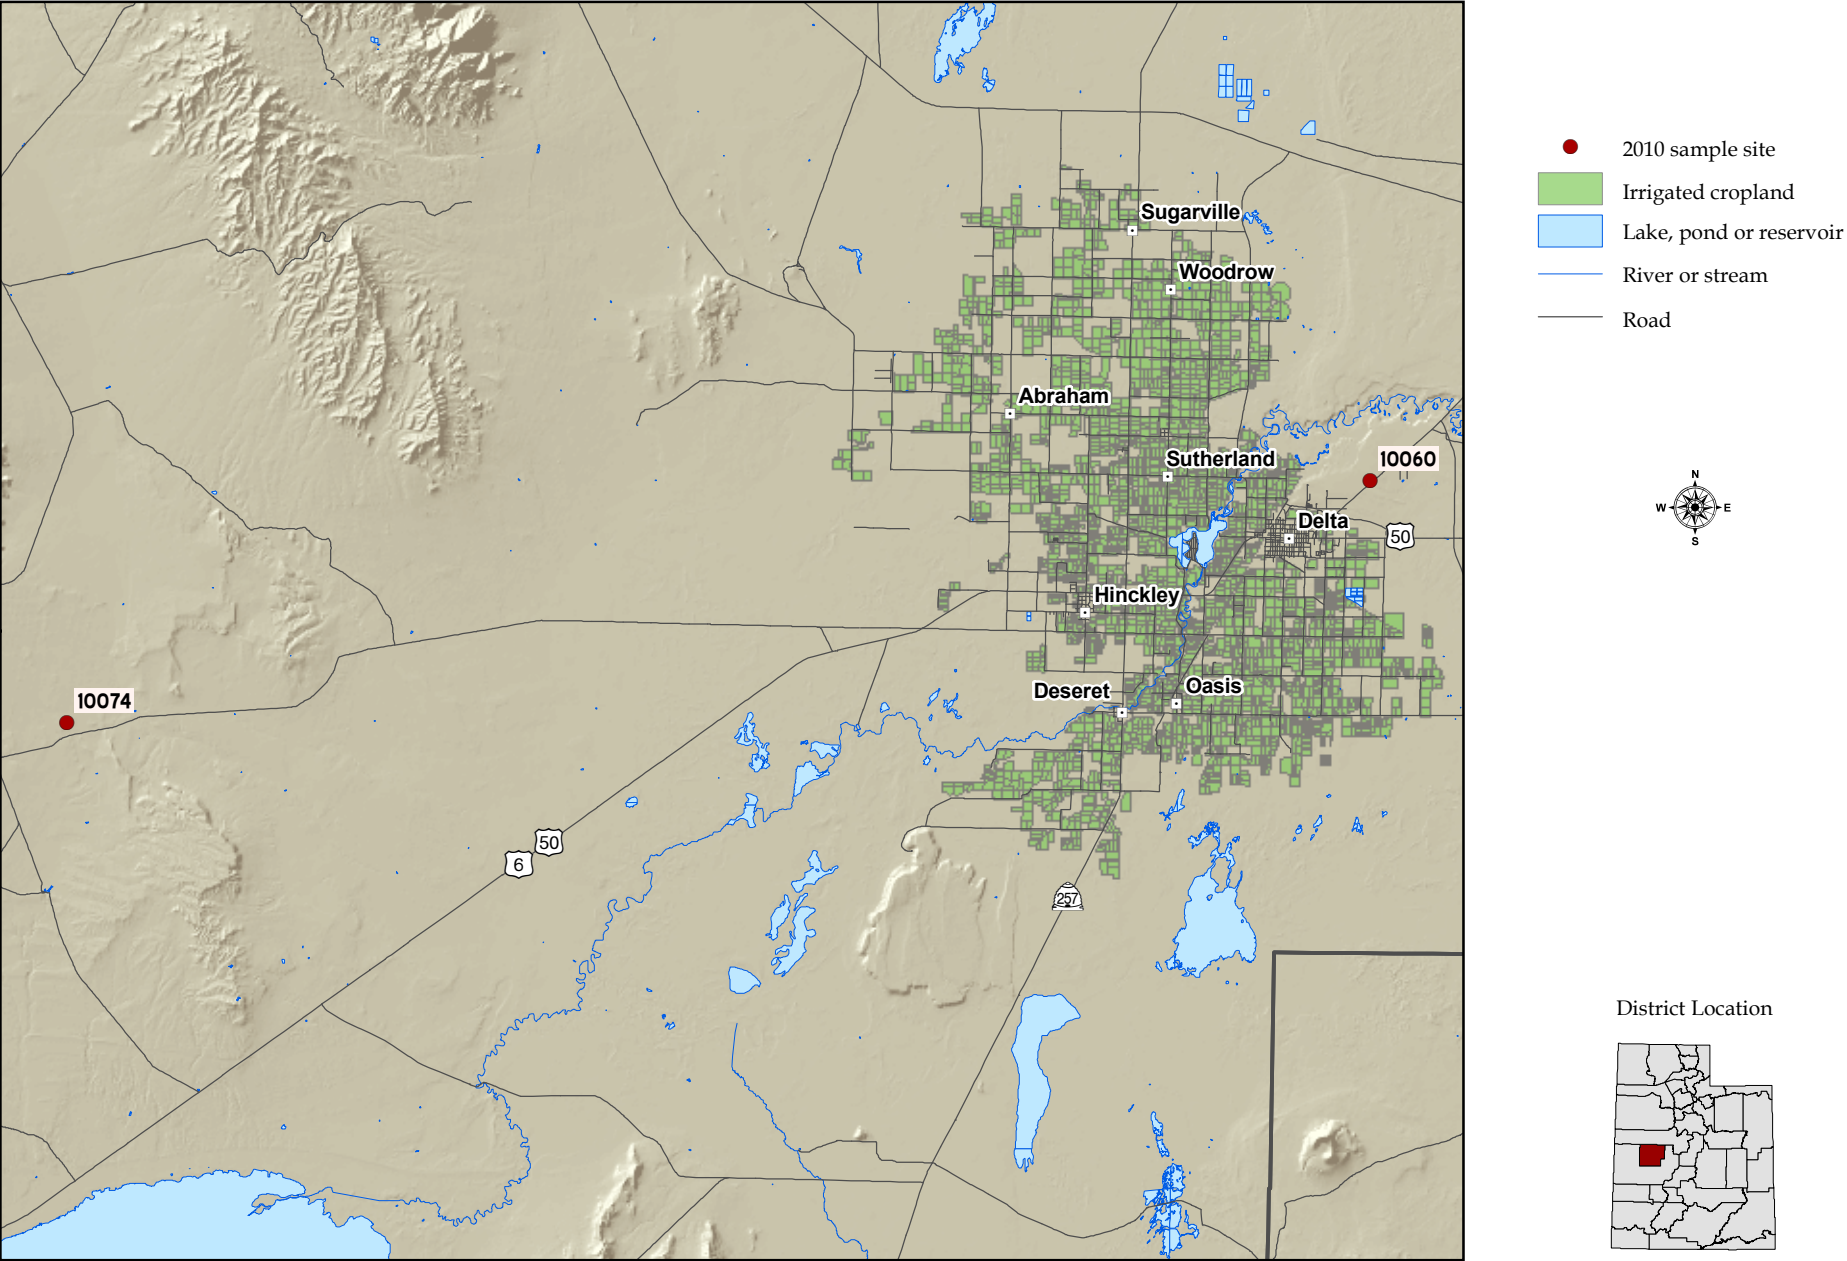 Sugarville
Woodrow
Abraham
Sutherland
10060
Delta
50
Hinckley
Deseret
Oasis
10074
50
6
257
2010 sample site
Irrigated cropland
Lake, pond or reservoir
River or stream
Road
N
W
E
S
District Location